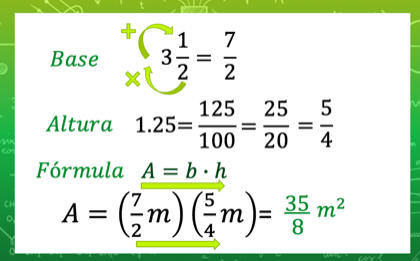 Base 3 1/2 = 7/2
+
×
Altura 1.25= 125/100 = 25/20 = 5/4
Fórmula A = b · h
A = (7/2 m) (5/4 m)= 35/8 m²